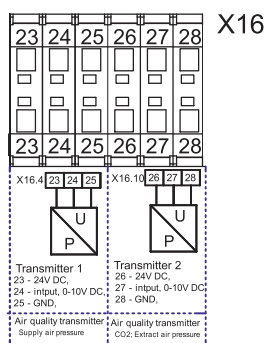 X16
23 24 25 26 27 28
23 24 25 26 27 28
X16.4 23 24 25
X16.10 26 27 28
U
P
U
P
Transmitter 1
23 - 24V DC,
24 - intput, 0-10V DC,
25 - GND,
Transmitter 2
26 - 24V DC,
27 - intput, 0-10V DC
28 - GND,
Air quality transmitter
Supply air pressure
Air quality transmitter
CO2; Extract air pressure